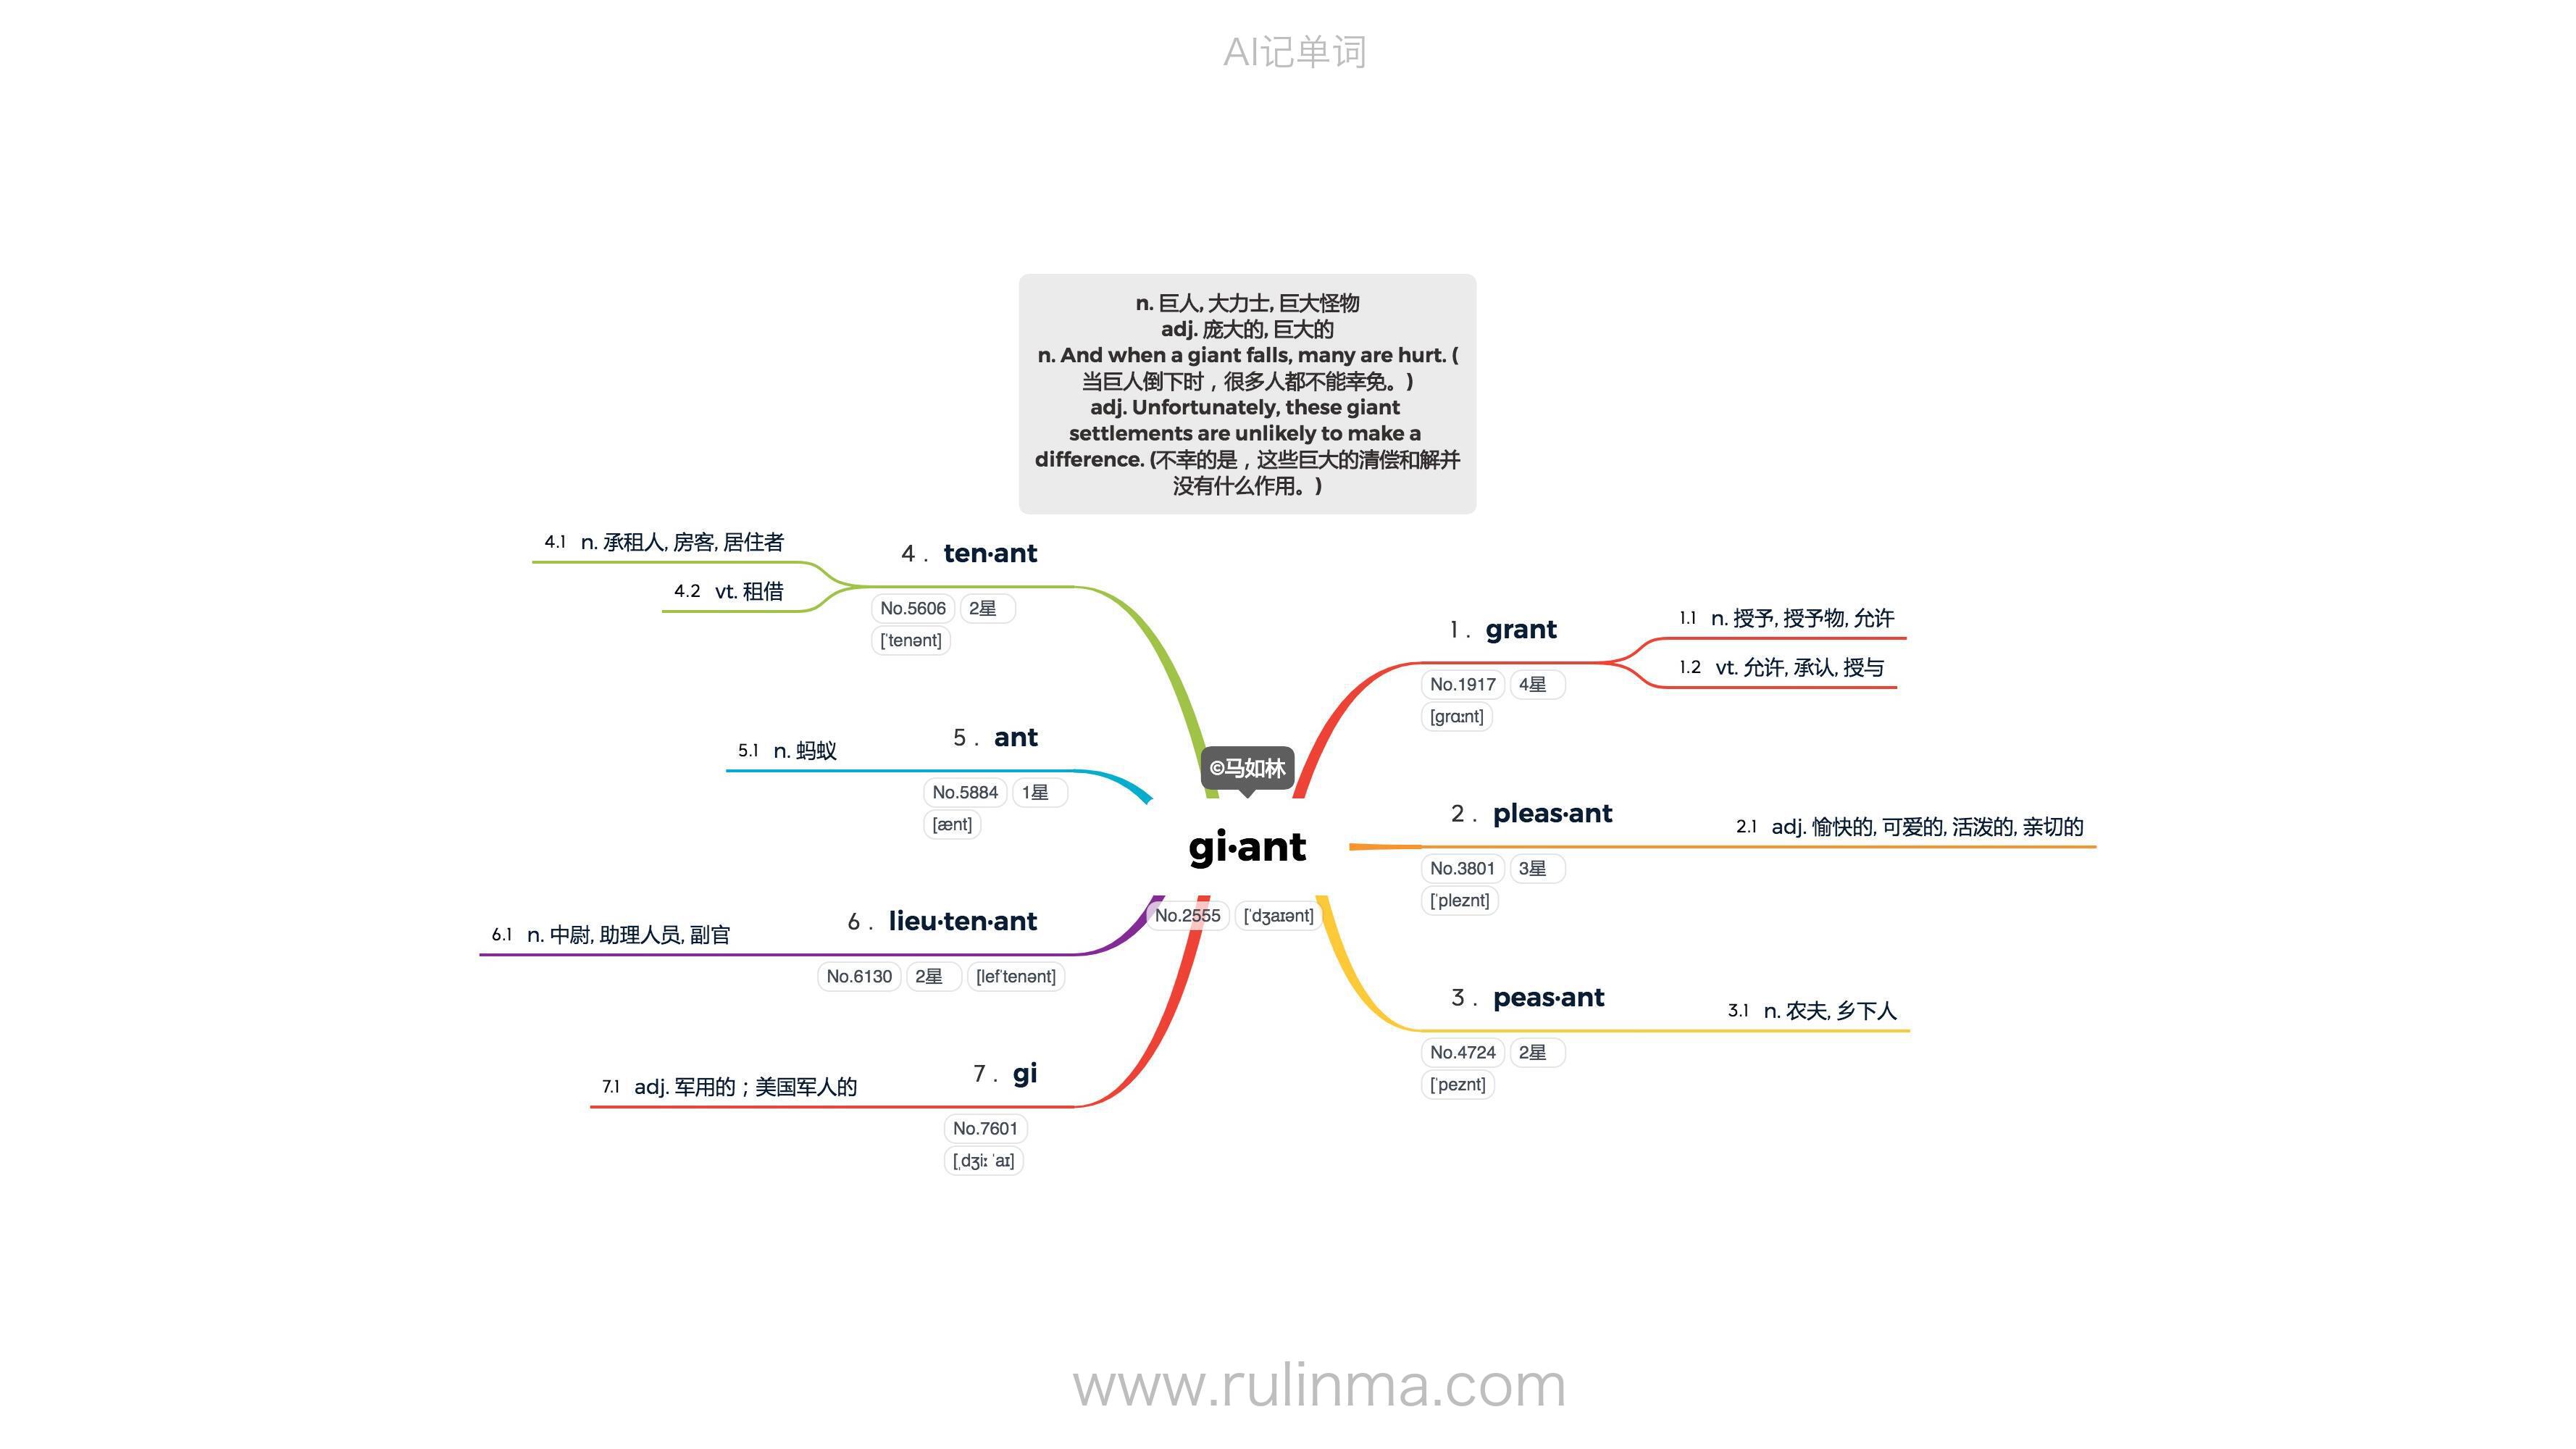 AI记单词
n. 巨人, 大力士, 巨大怪物
adj. 庞大的, 巨大的
n. And when a giant falls, many are hurt. (
当巨人倒下时，很多人都不能幸免。)
adj. Unfortunately, these giant
settlements are unlikely to make a
difference. (不幸的是，这些巨大的清偿和解并
没有什么作用。)
©马如林
gi·ant
No.2555 [ˈdʒaɪənt]
1. grant
No.1917 4星
[grɑːnt]
1.1 n. 授予, 授予物, 允许
1.2 vt. 允许, 承认, 授与
2. pleas·ant
No.3801 3星
[ˈpleznt]
2.1 adj. 愉快的, 可爱的, 活泼的, 亲切的
3. peas·ant
No.4724 2星
[ˈpeznt]
3.1 n. 农夫, 乡下人
4. ten·ant
No.5606 2星
[ˈtenənt]
4.1 n. 承租人, 房客, 居住者
4.2 vt. 租借
5. ant
No.5884 1星
[ænt]
5.1 n. 蚂蚁
6. lieu·ten·ant
No.6130 2星 [lefˈtenənt]
6.1 n. 中尉, 助理人员, 副官
7. gi
No.7601
[ˌdʒiː ˈaɪ]
7.1 adj. 军用的；美国军人的
www.rulinma.com